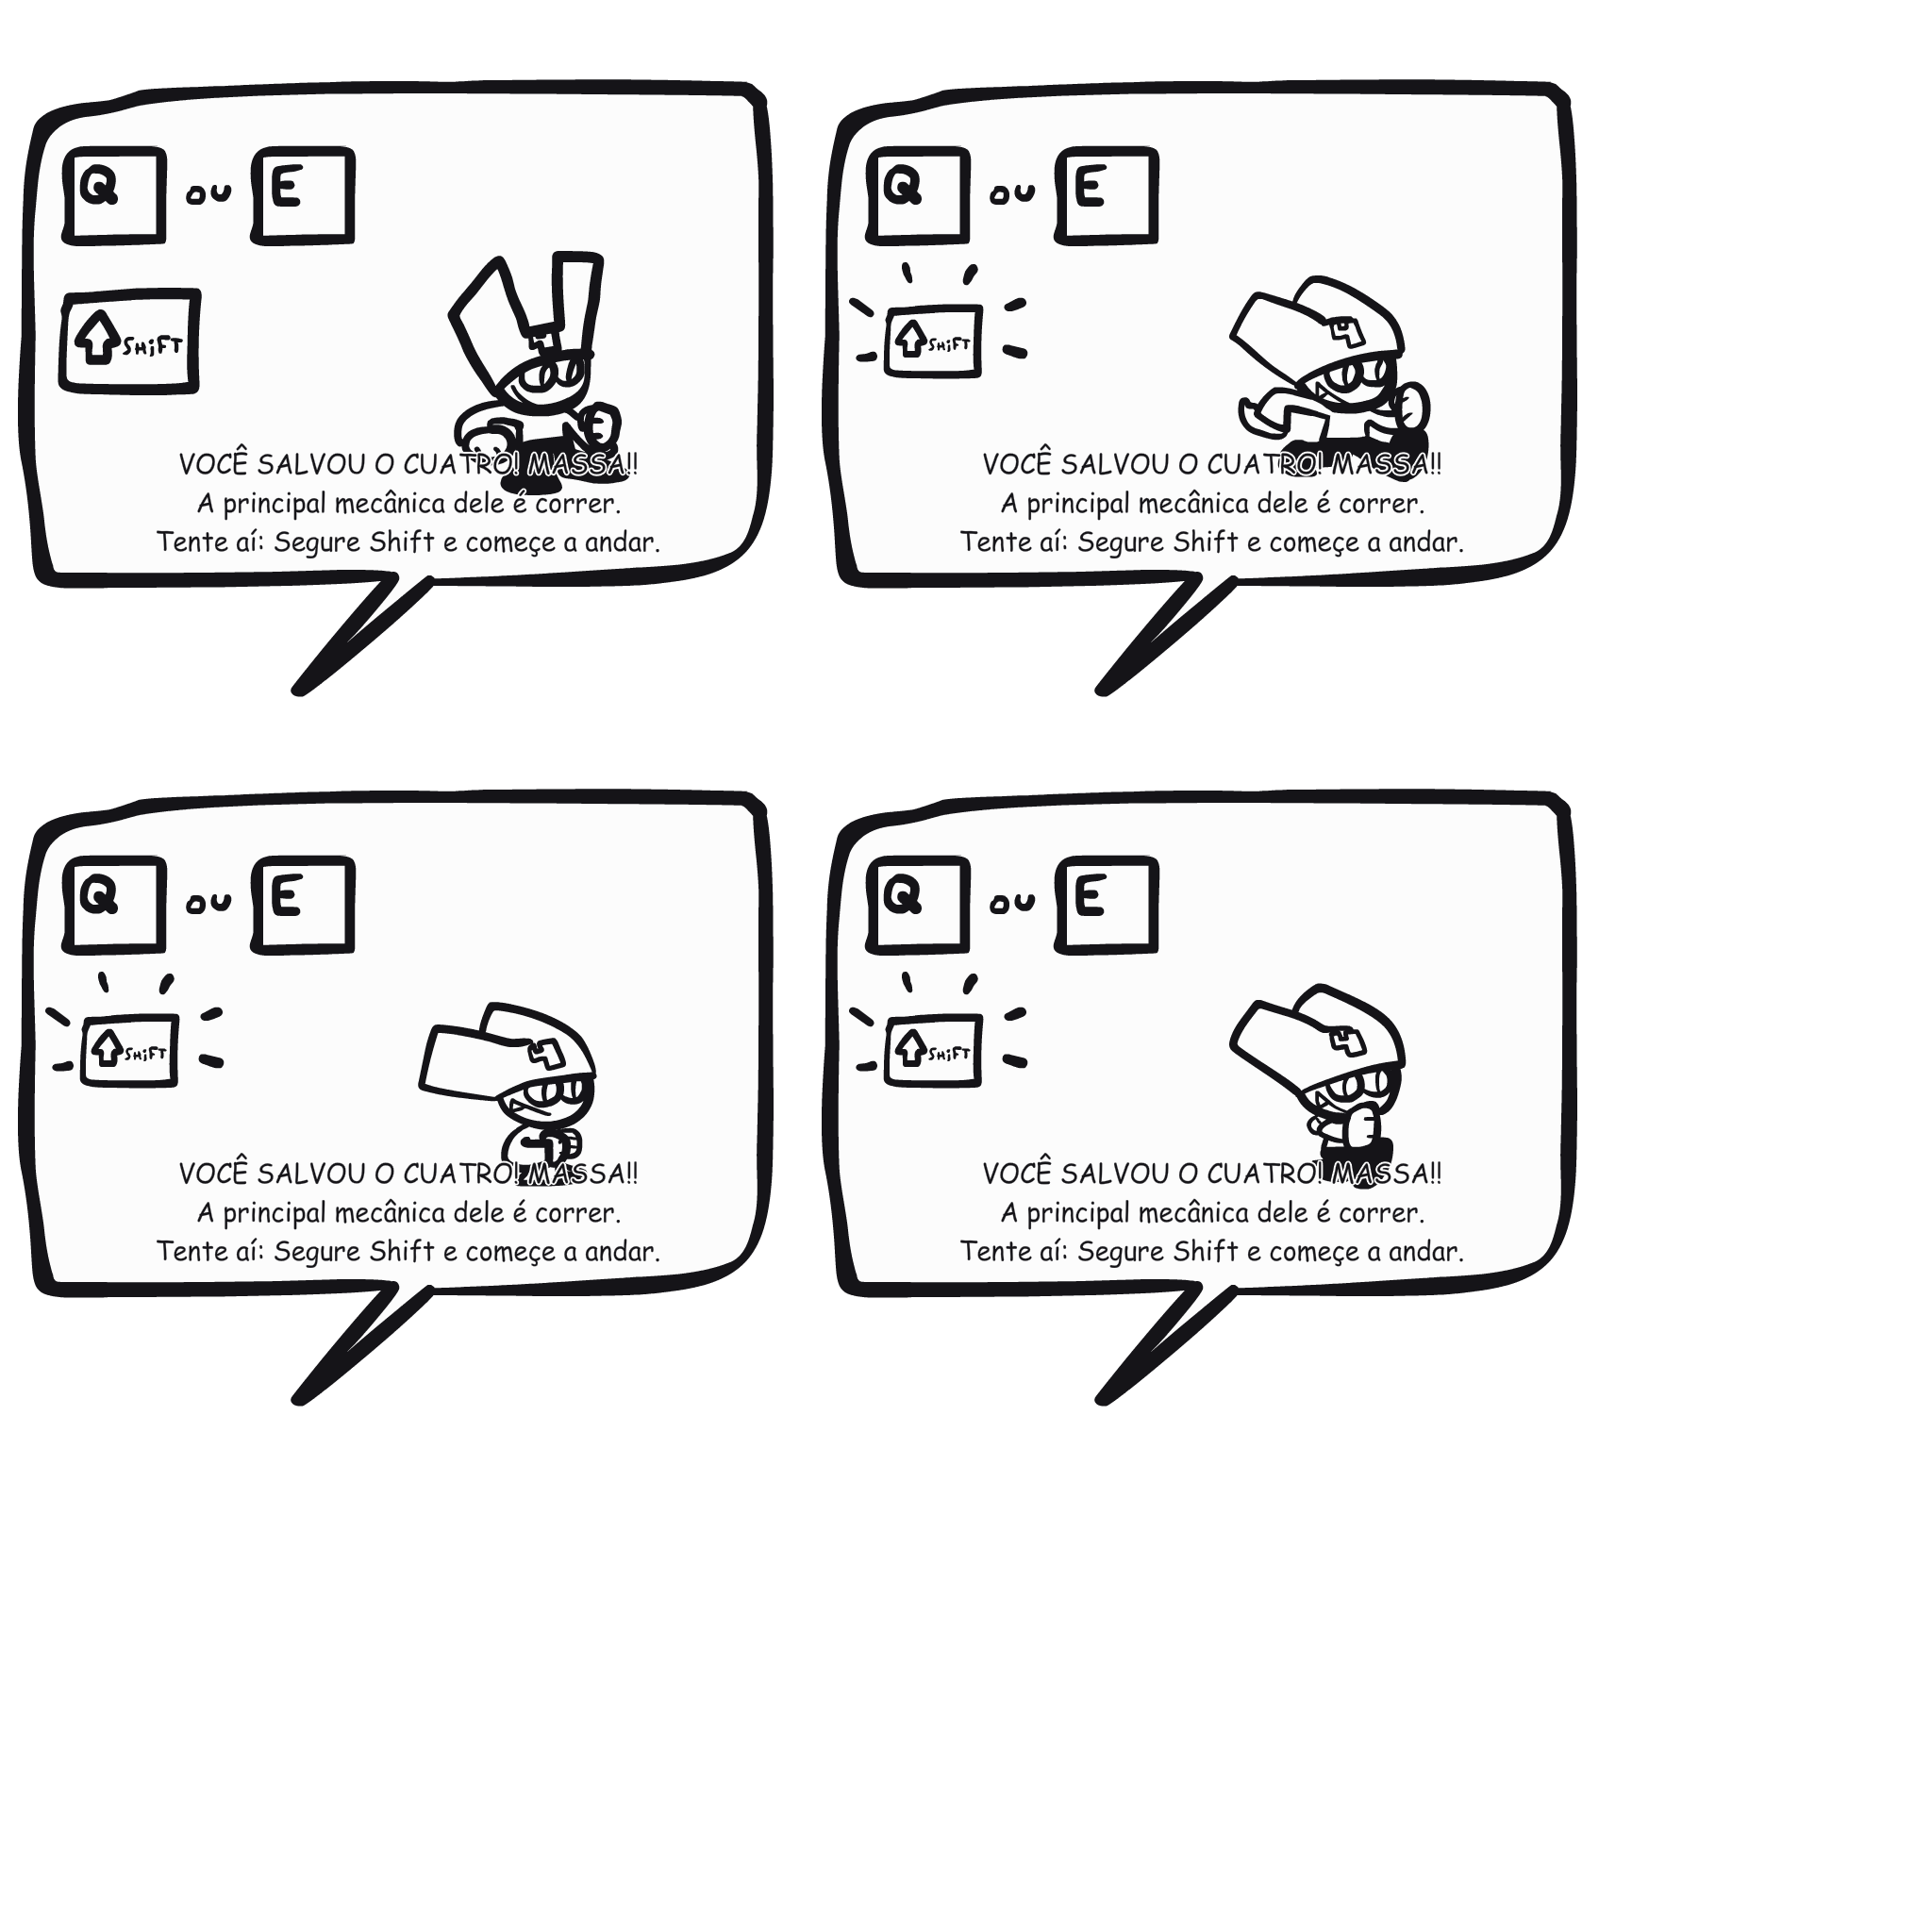 Q ou E
SHiFT
VOCÊ SALVOU O CUATRO! MASSA!!
A principal mecânica dele é correr.
Tente aí: Segure Shift e começe a andar.
Q ou E
SHiFT
VOCÊ SALVOU O CUATRO! MASSA!!
A principal mecânica dele é correr.
Tente aí: Segure Shift e começe a andar.
Q ou E
SHiFT
VOCÊ SALVOU O CUATRO! MASSA!!
A principal mecânica dele é correr.
Tente aí: Segure Shift e começe a andar.
Q ou E
SHiFT
VOCÊ SALVOU O CUATRO! MASSA!!
A principal mecânica dele é correr.
Tente aí: Segure Shift e começe a andar.